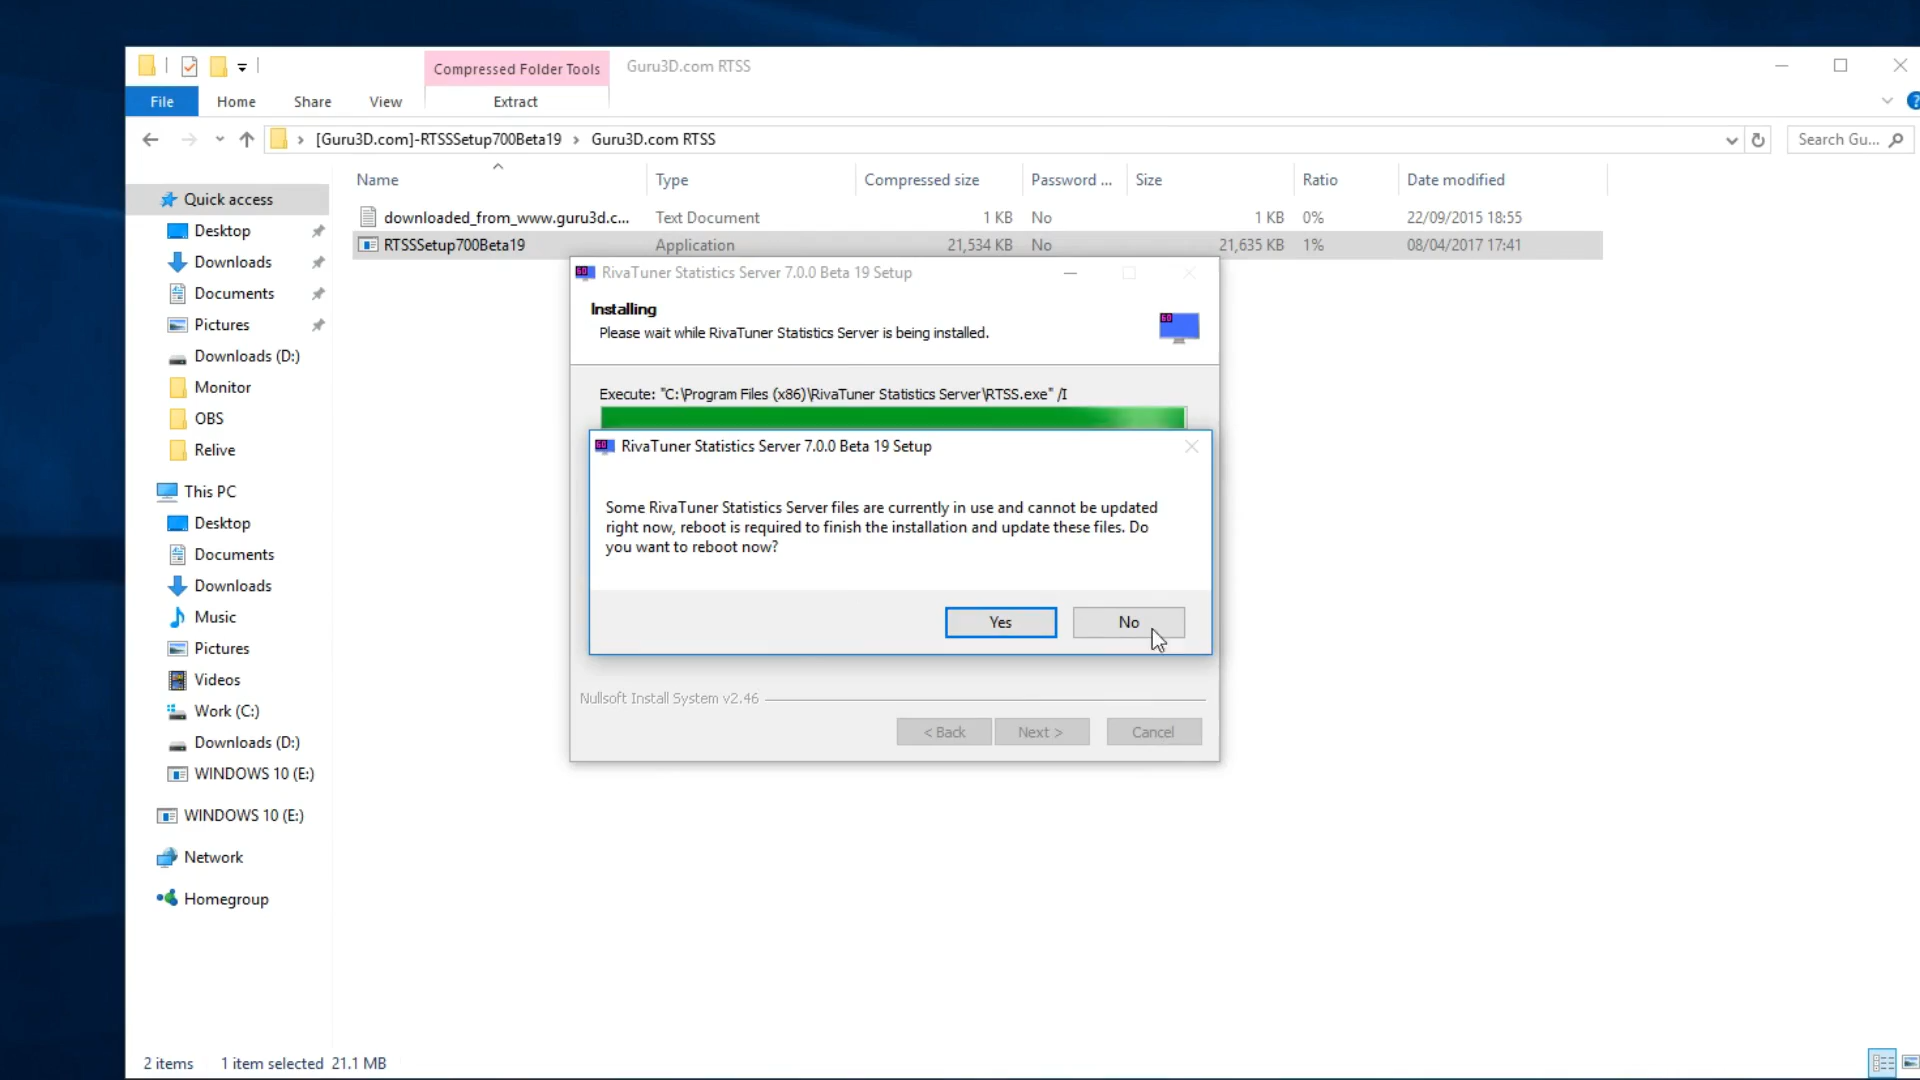 Compressed Folder Tools
Guru3D.com RTSS
File
Home
Share
View
Extract
[Guru3D.com]-RTSSSetup700Beta19
Guru3D.com RTSS
Search Gu...
Name
Type
Compressed size
Password ...
Size
Ratio
Date modified
downloaded_from_www.guru3d.c... Text Document 1 KB No 1 KB 0% 22/09/2015 18:55
RTSSSetup700Beta19 Application 21,534 KB No 21,635 KB 1% 08/04/2017 17:41
Quick access
Desktop
Downloads
Documents
Pictures
Downloads (D:)
Monitor
OBS
Relive
This PC
Desktop
Documents
Downloads
Music
Pictures
Videos
Work (C:)
Downloads (D:)
WINDOWS 10 (E:)
WINDOWS 10 (E:)
Network
Homegroup
RivaTuner Statistics Server 7.0.0 Beta 19 Setup
Installing
Please wait while RivaTuner Statistics Server is being installed.
60
Execute: "C:\Program Files (x86)\RivaTuner Statistics Server\RTSS.exe" /I
RivaTuner Statistics Server 7.0.0 Beta 19 Setup
Some RivaTuner Statistics Server files are currently in use and cannot be updated
right now, reboot is required to finish the installation and update these files. Do
you want to reboot now?
Yes
No
Nullsoft Install System v2.46
< Back
Next >
Cancel
2 items
1 item selected 21.1 MB